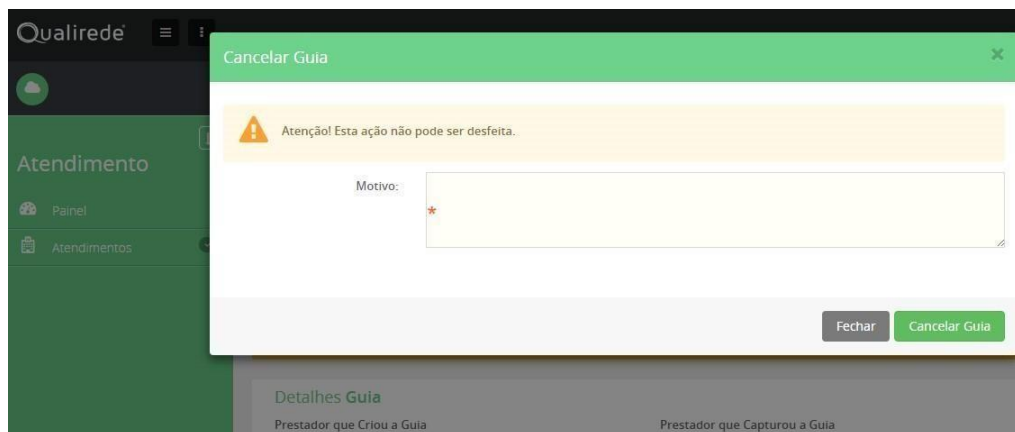 Qualirede
Cancelar Guia
Atenção! Esta ação não pode ser desfeita.
Atendimento
Motivo:
*
Painel
Atendimentos
Fechar
Cancelar Guia
Detalhes Guia
Prestador que Criou a Guia
Prestador que Capturou a Guia